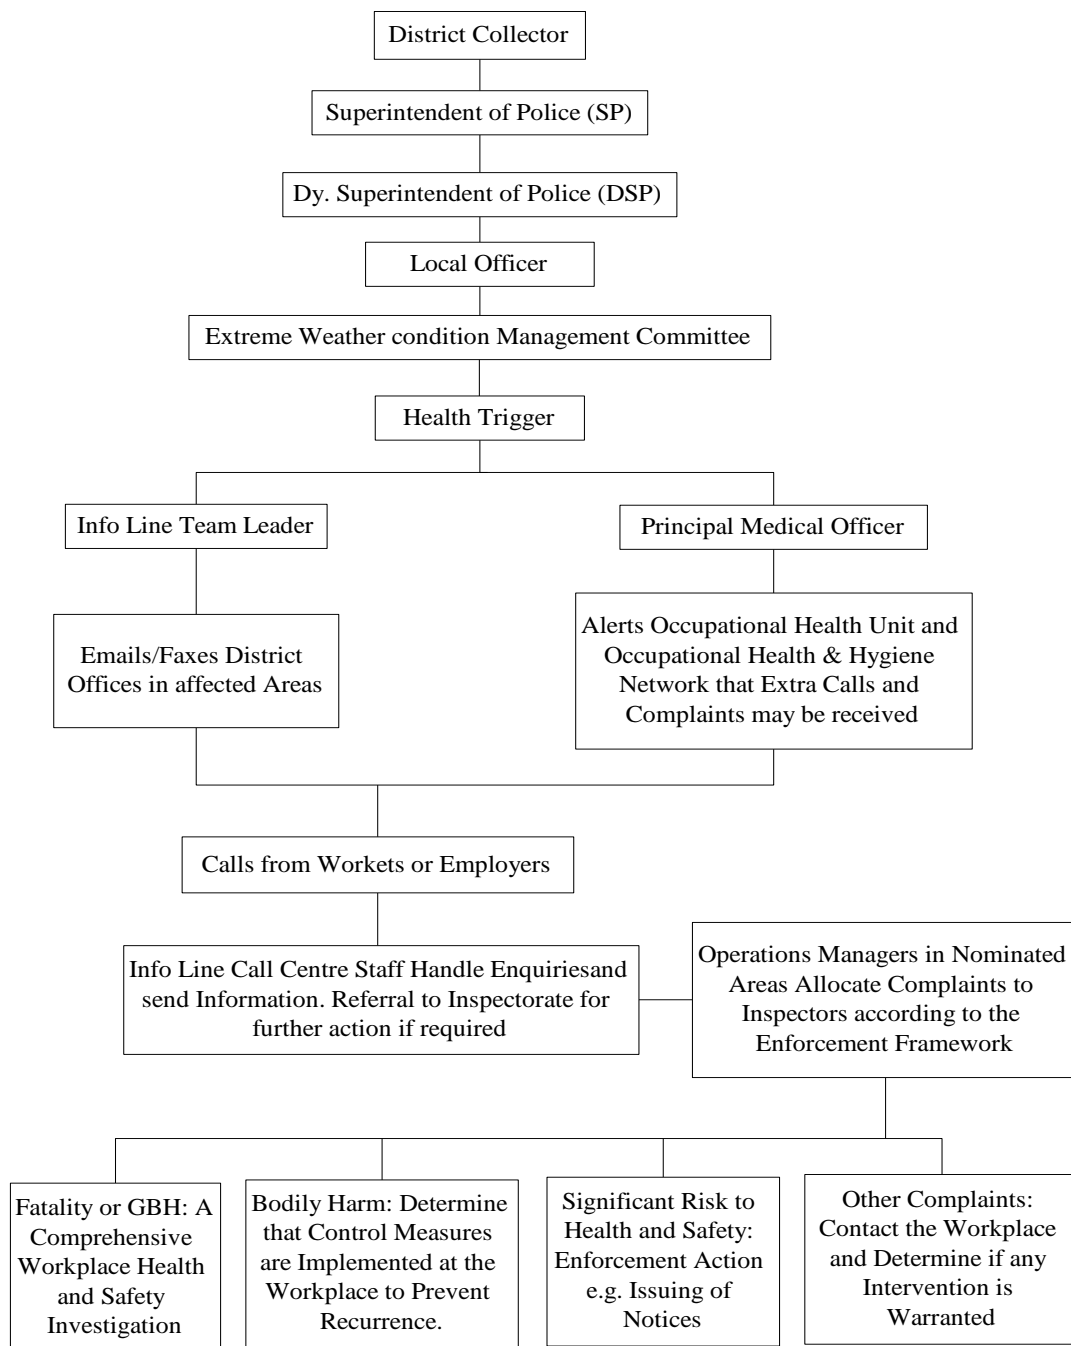 District Collector
Superintendent of Police (SP)
Dy. Superintendent of Police (DSP)
Local Officer
Extreme Weather condition Management Committee
Health Trigger
Info Line Team Leader
Principal Medical Officer
Emails/Faxes District
Offices in affected Areas
Alerts Occupational Health Unit and
Occupational Health & Hygiene
Network that Extra Calls and
Complaints may be received
Calls from Workets or Employers
Info Line Call Centre Staff Handle Enquiriesand
send Information. Referral to Inspectorate for
further action if required
Operations Managers in Nominated
Areas Allocate Complaints to
Inspectors according to the
Enforcement Framework
Fatality or GBH: A
Comprehensive
Workplace Health
and Safety
Investigation
Bodily Harm: Determine
that Control Measures
are Implemented at the
Workplace to Prevent
Recurrence.
Significant Risk to
Health and Safety:
Enforcement Action
e.g. Issuing of
Notices
Other Complaints:
Contact the Workplace
and Determine if any
Intervention is
Warranted